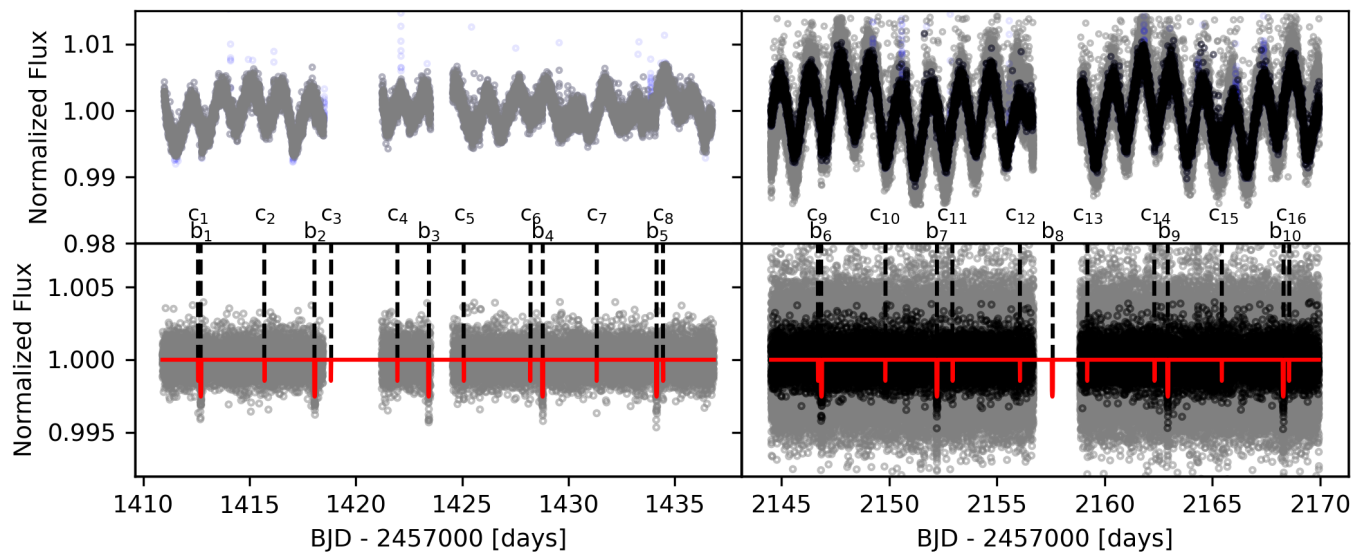 Normalized Flux
1.01
1.00
0.99
0.98
c₁ c₂ c₃ c₄ c₅ c₆ c₇ c₈ c₉ c₁₀ c₁₁ c₁₂ c₁₃ c₁₄ c₁₅ c₁₆
b₁ b₂ b₃ b₄ b₅ b₆ b₇ b₈ b₉ b₁₀
Normalized Flux
1.005
1.000
0.995
1410 1415 1420 1425 1430 1435 2145 2150 2155 2160 2165 2170
BJD - 2457000 [days] BJD - 2457000 [days]